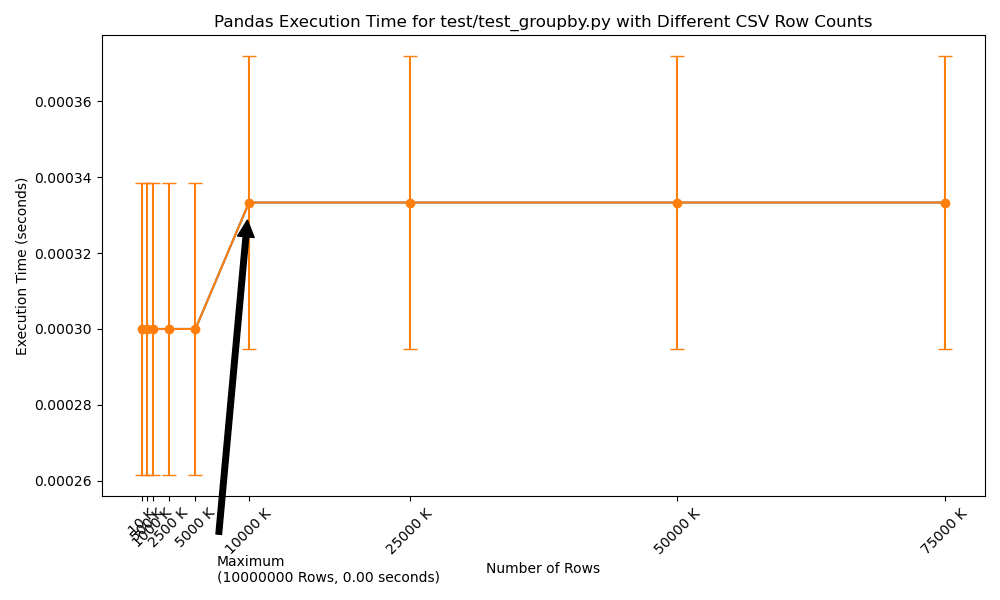 Pandas Execution Time for test/test_groupby.py with Different CSV Row Counts
Execution Time (seconds)
0.00036
0.00034
0.00032
0.00030
0.00028
0.00026
10 K
1000 K
2500 K
5000 K
10000 K
25000 K
50000 K
75000 K
Number of Rows
Maximum
(10000000 Rows, 0.00 seconds)